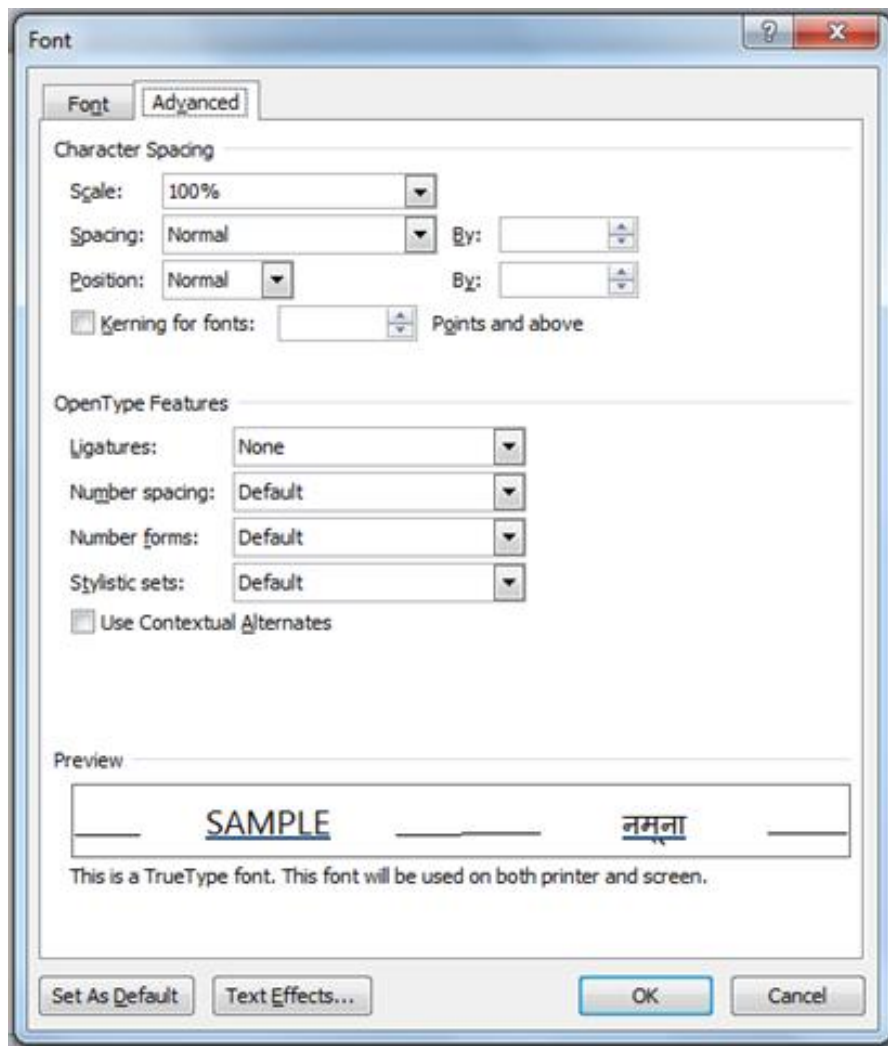 Font
Font Advanced
Character Spacing
Scale: 100%
Spacing: Normal By:
Position: Normal By:
Kerning for fonts: Points and above
OpenType Features
Ligatures: None
Number spacing: Default
Number forms: Default
Stylistic sets: Default
Use Contextual Alternates
Preview
SAMPLE नमूना
This is a TrueType font. This font will be used on both printer and screen.
Set As Default Text Effects... OK Cancel